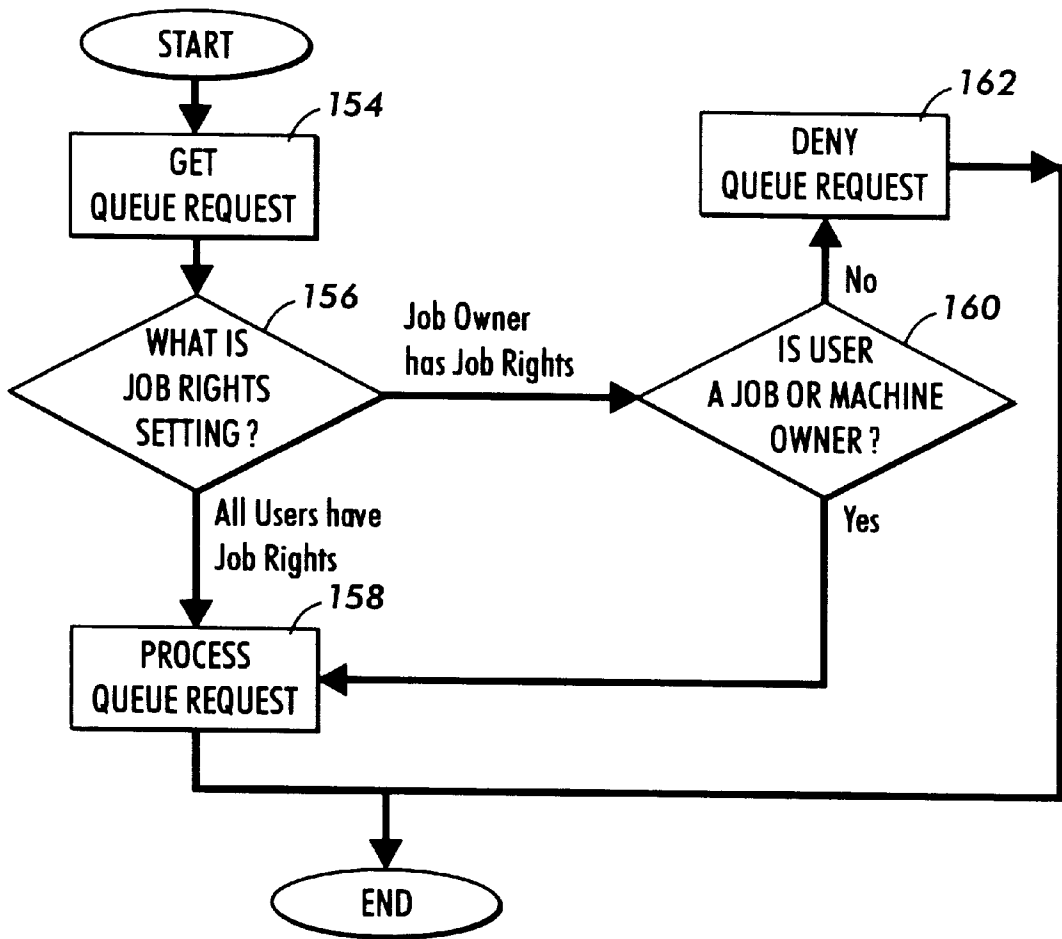 START
154
GET
QUEUE REQUEST
156
WHAT IS
JOB RIGHTS
SETTING?
Job Owner
has Job Rights
162
DENY
QUEUE REQUEST
No
160
IS USER
A JOB OR MACHINE
OWNER?
Yes
All Users have
Job Rights
158
PROCESS
QUEUE REQUEST
END